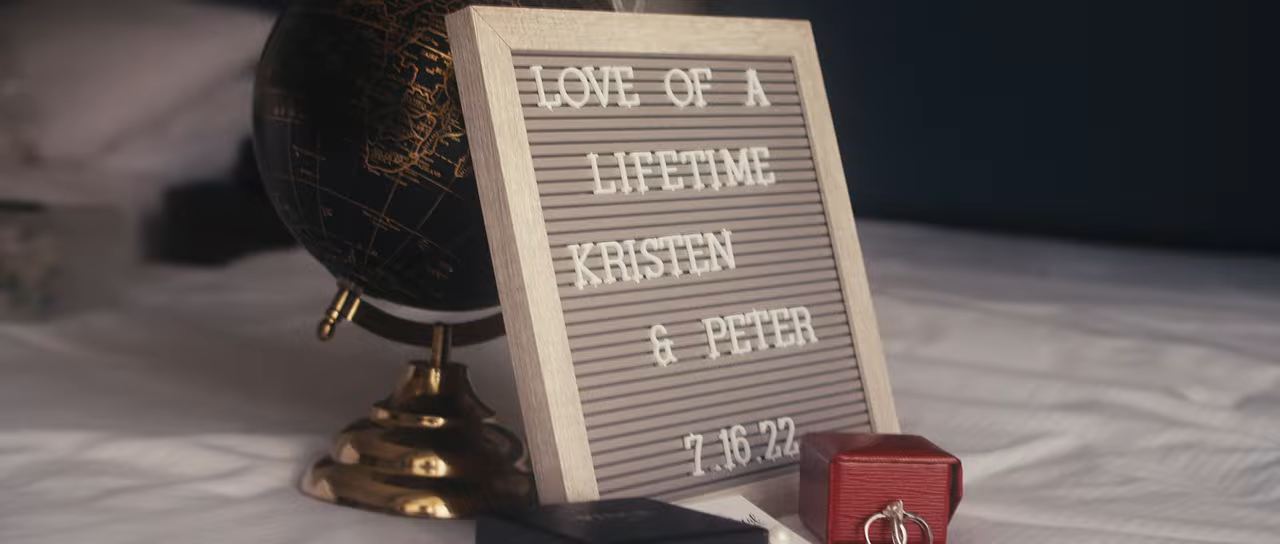 LOVE OF A
LIFETIME
KRISTEN
& PETER
7.16.22